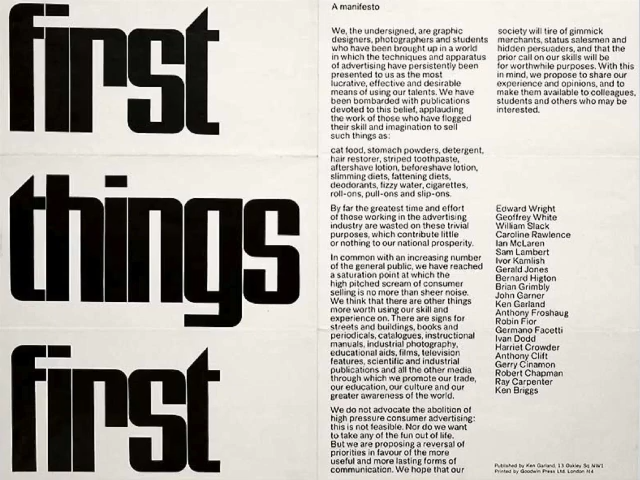 first
things
first
A manifesto
We, the undersigned, are graphic
designers, photographers and students
who have been brought up in a world
in which the techniques and apparatus
of advertising have persistently been
presented to us as the most
lucrative, effective and desirable
means of using our talents. We have
been bombarded with publications
devoted to this belief, applauding
the work of those who have flogged
their skill and imagination to sell
such things as:
cat food, stomach powders, detergent,
hair restorer, striped toothpaste,
aftershave lotion, beforeshave lotion,
slimming diets, fattening diets,
deodorants, fizzy water, cigarettes,
roll-ons, pull-ons and slip-ons.
By far the greatest time and effort
of those working in the advertising
industry are wasted on these trivial
purposes, which contribute little
or nothing to our national prosperity.
In common with an increasing number
of the general public, we have reached
a saturation point at which the
high pitched scream of consumer
selling is no more than sheer noise.
We think that there are other things
more worth using our skill and
experience on. There are signs for
streets and buildings, books and
periodicals, catalogues, instructional
manuals, industrial photography,
educational aids, films, television
features, scientific and industrial
publications and all the other media
through which we promote our trade,
our education, our culture and our
greater awareness of the world.
We do not advocate the abolition of
high pressure consumer advertising:
this is not feasible. Nor do we want
to take any of the fun out of life.
But we are proposing a reversal of
priorities in favour of the more
useful and more lasting forms of
communication. We hope that our
society will tire of gimmick
merchants, status salesmen and
hidden persuaders, and that the
prior call on our skills will be
for worthwhile purposes. With this
in mind, we propose to share our
experience and opinions, and to
make them available to colleagues,
students and others who may be
interested.
Edward Wright
Geoffrey White
William Slack
Caroline Rawlence
Ian McLaren
Sam Lambert
Ivor Kamlish
Gerald Jones
Bernard Higton
Brian Grimbly
John Garner
Ken Garland
Anthony Froshaug
Robin Fior
Germano Facetti
Ivan Dodd
Harriet Crowder
Anthony Clift
Gerry Cinamon
Robert Chapman
Ray Carpenter
Ken Briggs
Published by Ken Garland, 13 Oakley Sq NW1
Printed by Goodwin Press Ltd. London N4